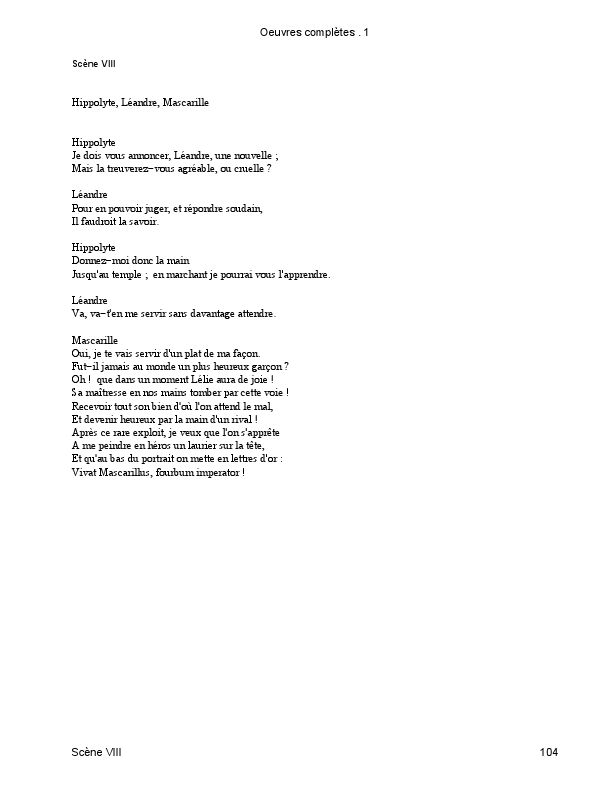 Oeuvres complètes . 1
Scène VIII
Hippolyte, Léandre, Mascarille
Hippolyte
Je dois vous annoncer, Léandre, une nouvelle ;
Mais la treuverez-vous agréable, ou cruelle ?
Léandre
Pour en pouvoir juger, et répondre soudain,
Il faudroit la savoir.
Hippolyte
Donnez-moi donc la main
Jusqu'au temple ; en marchant je pourrai vous l'apprendre.
Léandre
Va, va-t'en me servir sans davantage attendre.
Mascarille
Oui, je te vais servir d'un plat de ma façon.
Fut-il jamais au monde un plus heureux garçon ?
Oh ! que dans un moment Lélie aura de joie !
Sa maîtresse en nos mains tomber par cette voie !
Recevoir tout son bien d'où l'on attend le mal,
Et devenir heureux par la main d'un rival !
Après ce rare exploit, je veux que l'on s'apprête
A me peindre en héros un laurier sur la tête,
Et qu'au bas du portrait on mette en lettres d'or :
Vivat Mascarillus, fourbum imperator !
Scène VIII
104